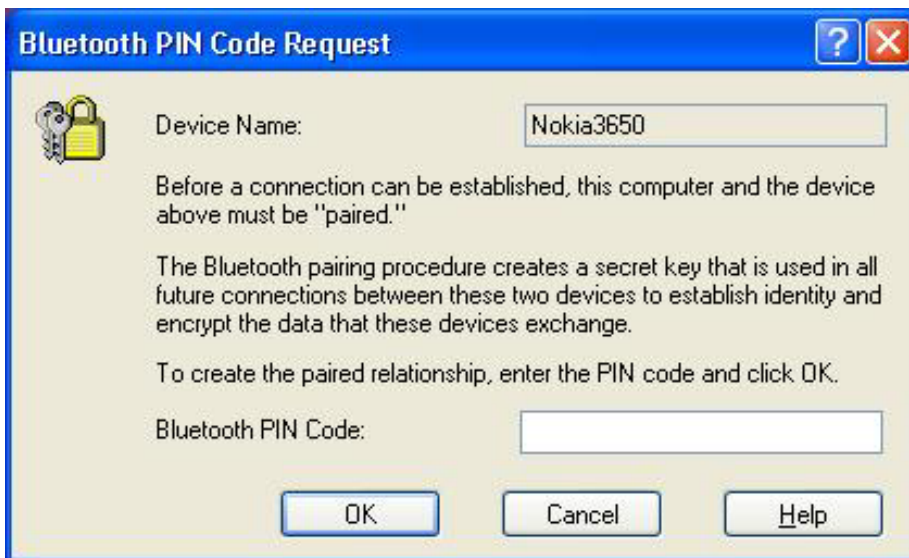 Bluetooth PIN Code Request
Device Name: Nokia3650
Before a connection can be established, this computer and the device
above must be "paired."
The Bluetooth pairing procedure creates a secret key that is used in all
future connections between these two devices to establish identity and
encrypt the data that these devices exchange.
To create the paired relationship, enter the PIN code and click OK.
Bluetooth PIN Code:
OK Cancel Help